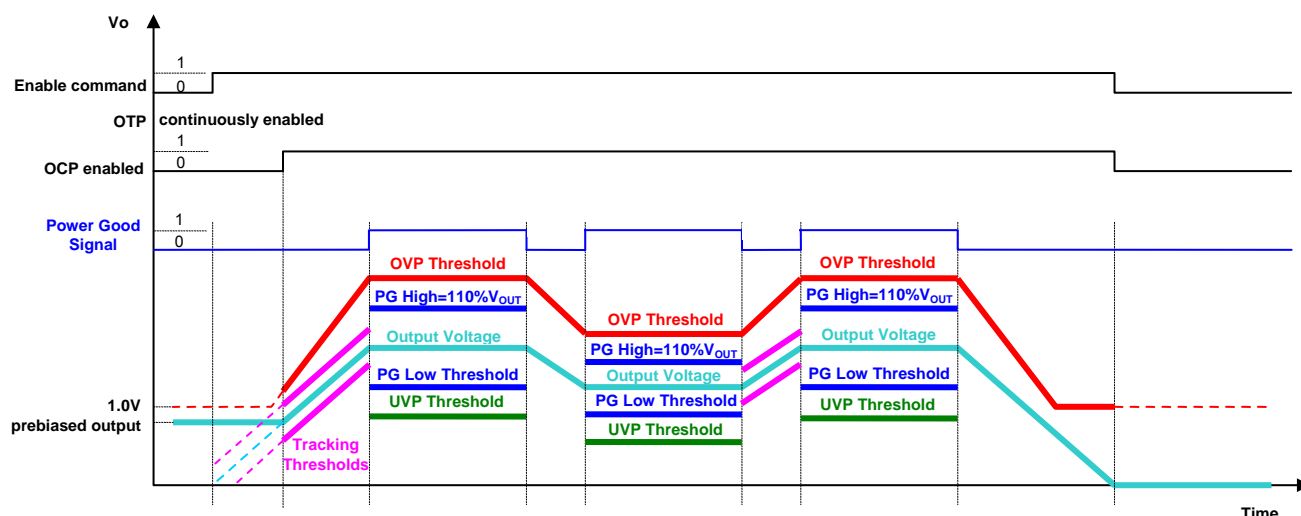 Vo
1
Enable command
0
OTP continuously enabled
1
OCP enabled
0
Power Good
Signal
1
0
OVP Threshold
OVP Threshold
PG High=110%VOUT
PG High=110%VOUT
OVP Threshold
Output Voltage
Output Voltage
PG High=110%VOUT
PG Low Threshold
Output Voltage
PG Low Threshold
1.0V
prebiased output
UVP Threshold
PG Low Threshold
UVP Threshold
Tracking
Thresholds
UVP Threshold
Time